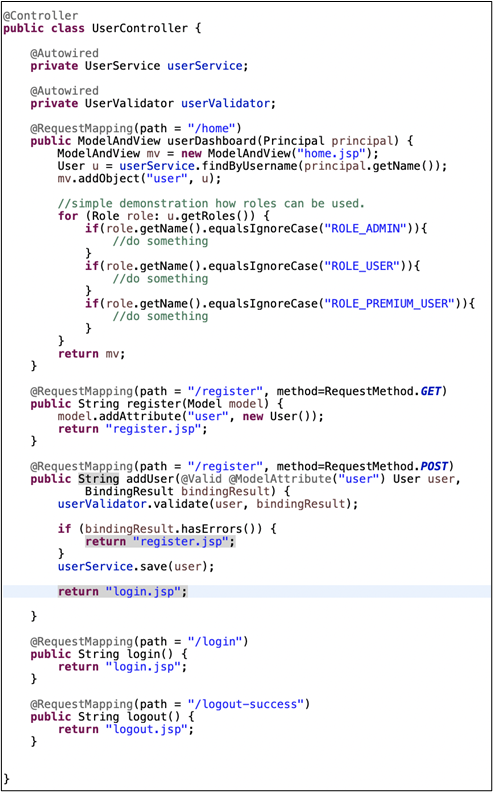 @Controller
public class UserController {
@Autowired
private UserService userService;
@Autowired
private UserValidator userValidator;
@RequestMapping(path = "/home")
public ModelAndView userDashboard(Principal principal) {
ModelAndView mv = new ModelAndView("home.jsp");
User u = userService.findByUsername(principal.getName());
mv.addObject("user", u);
//simple demonstration how roles can be used.
for (Role role: u.getRoles()) {
if(role.getName().equalsIgnoreCase("ROLE_ADMIN")){
//do something
}
if(role.getName().equalsIgnoreCase("ROLE_USER")){
//do something
}
if(role.getName().equalsIgnoreCase("ROLE_PREMIUM_USER")){
//do something
}
}
return mv;
}
@RequestMapping(path = "/register", method=RequestMethod.GET)
public String register(Model model) {
model.addAttribute("user", new User());
return "register.jsp";
}
@RequestMapping(path = "/register", method=RequestMethod.POST)
public String addUser(@Valid @ModelAttribute("user") User user,
BindingResult bindingResult) {
userValidator.validate(user, bindingResult);
if (bindingResult.hasErrors()) {
return "register.jsp";
}
userService.save(user);
return "login.jsp";
}
@RequestMapping(path = "/login")
public String login() {
return "login.jsp";
}
@RequestMapping(path = "/logout-success")
public String logout() {
return "logout.jsp";
}
}